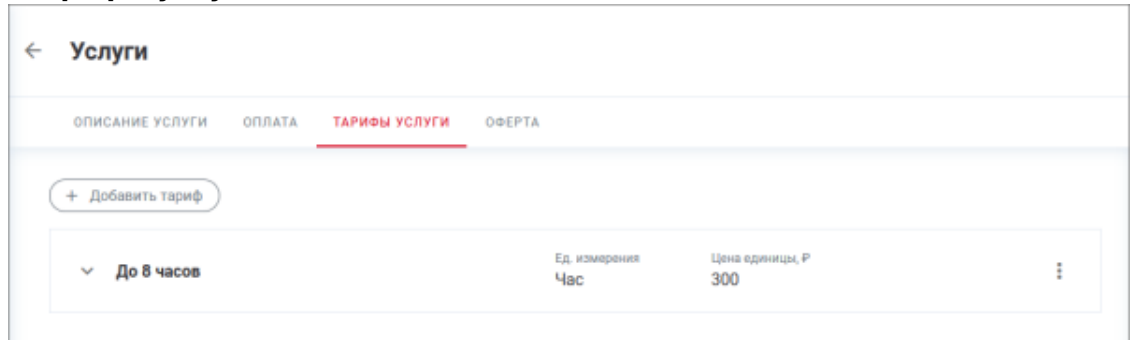 Услуги
ОПИСАНИЕ УСЛУГИ ОПЛАТА ТАРИФЫ УСЛУГИ ОФЕРТА
+ Добавить тариф
До 8 часов
Ед. измерения Цена единицы, ₽
Час 300